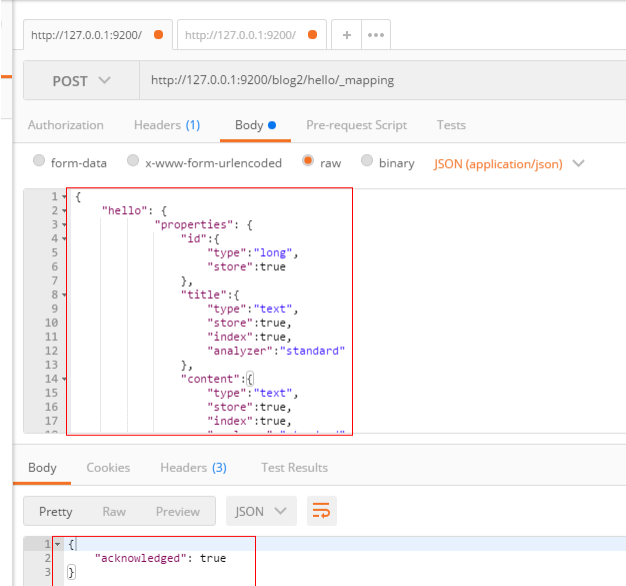 http://127.0.0.1:9200/ http://127.0.0.1:9200/ + •••
POST http://127.0.0.1:9200/blog2/hello/_mapping
Authorization Headers (1) Body Pre-request Script Tests
form-data x-www-form-urlencoded raw binary JSON (application/json)
1 {
2 "hello": {
3 "properties": {
4 "id":{
5 "type":"long",
6 "store":true
7 },
8 "title":{
9 "type":"text",
10 "store":true,
11 "index":true,
12 "analyzer":"standard"
13 },
14 "content":{
15 "type":"text",
16 "store":true,
17 "index":true,
Body Cookies Headers (3) Test Results
Pretty Raw Preview JSON
1 {
2 "acknowledged": true
3 }